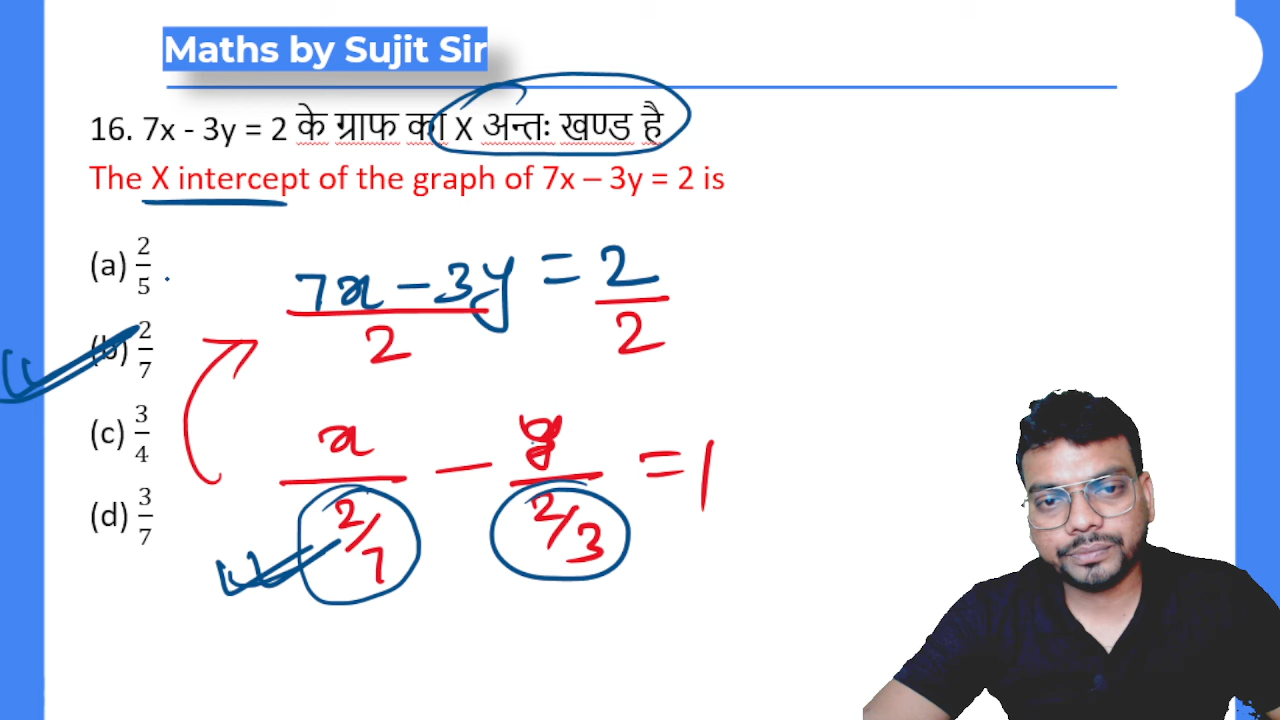 Maths by Sujit Sir
16. 7x - 3y = 2 के ग्राफ का X अन्तः खण्ड है
The X intercept of the graph of 7x – 3y = 2 is
(a) 2/5
(b) 2/7
(c) 3/4
(d) 3/7
7x - 3y = 2
2 2
x - y = 1
2/7 2/3